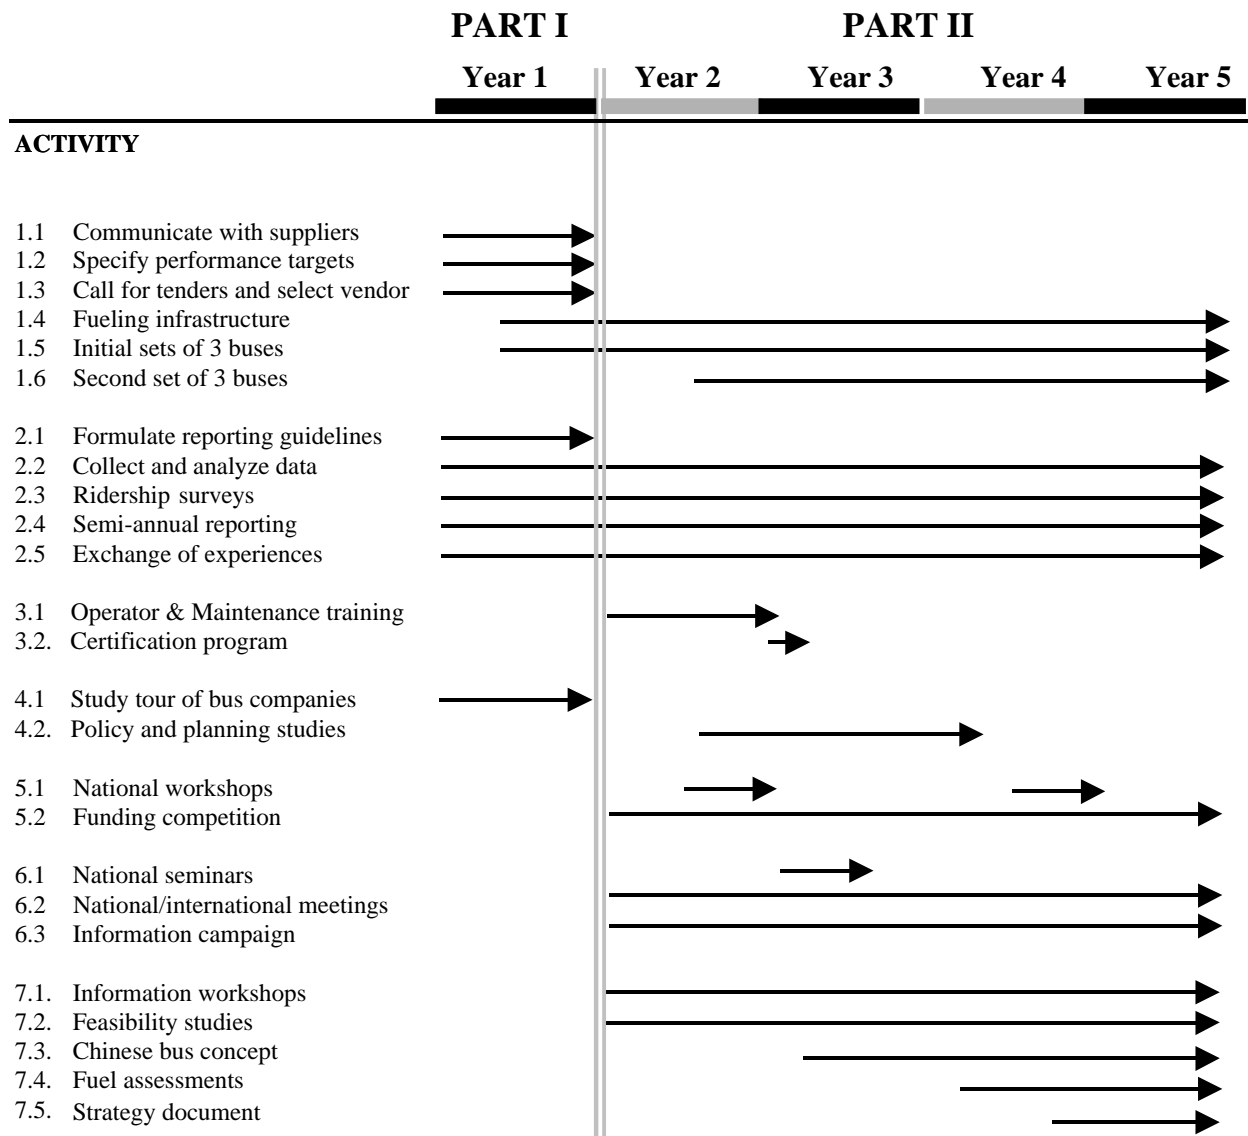 PART I PART II
Year 1 Year 2 Year 3 Year 4 Year 5
ACTIVITY
1.1 Communicate with suppliers
1.2 Specify performance targets
1.3 Call for tenders and select vendor
1.4 Fueling infrastructure
1.5 Initial sets of 3 buses
1.6 Second set of 3 buses
2.1 Formulate reporting guidelines
2.2 Collect and analyze data
2.3 Ridership surveys
2.4 Semi-annual reporting
2.5 Exchange of experiences
3.1 Operator & Maintenance training
3.2. Certification program
4.1 Study tour of bus companies
4.2. Policy and planning studies
5.1 National workshops
5.2 Funding competition
6.1 National seminars
6.2 National/international meetings
6.3 Information campaign
7.1. Information workshops
7.2. Feasibility studies
7.3. Chinese bus concept
7.4. Fuel assessments
7.5. Strategy document